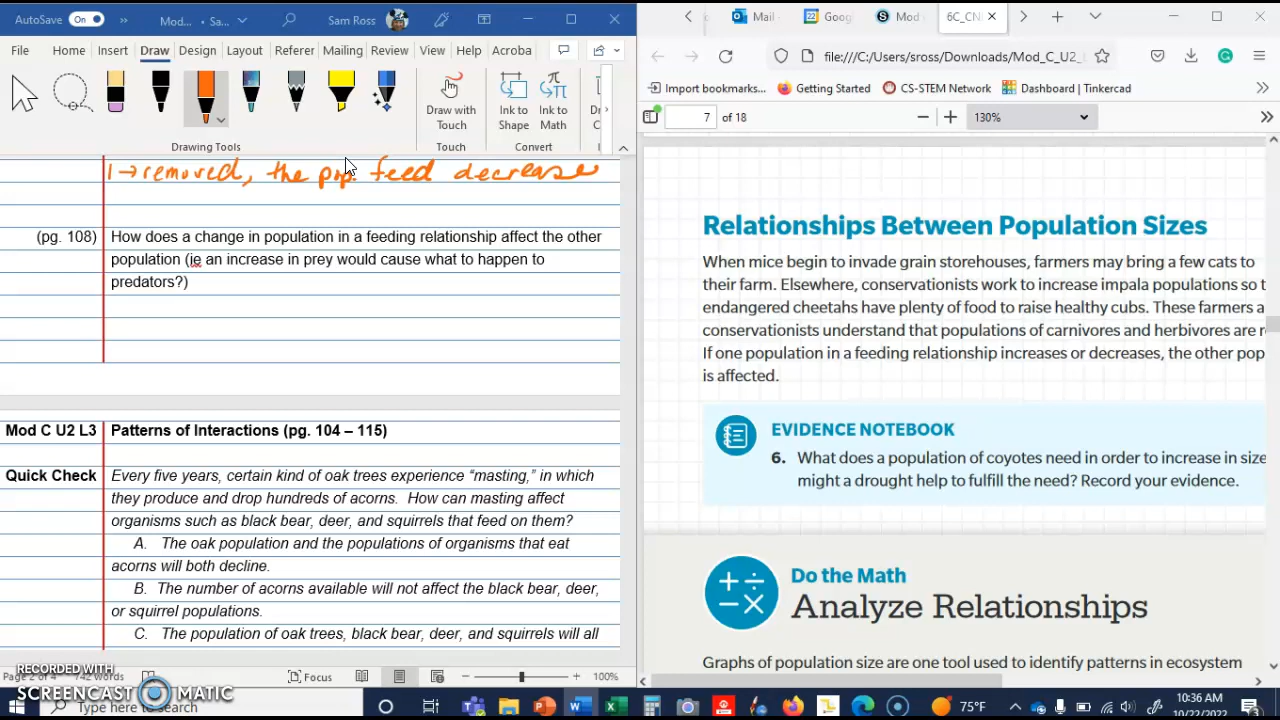 AutoSave On Mod... Sa... Sam Ross
File Home Insert Draw Design Layout Referer Mailing Review View Help Acroba
Draw with Touch
Ink to Shape
Ink to Math
Drawing Tools Touch Convert
removed, the pop. feed decrease
(pg. 108) How does a change in population in a feeding relationship affect the other
population (ie an increase in prey would cause what to happen to
predators?)
Mod C U2 L3 Patterns of Interactions (pg. 104 – 115)
Quick Check Every five years, certain kind of oak trees experience “masting,” in which
they produce and drop hundreds of acorns. How can masting affect
organisms such as black bear, deer, and squirrels that feed on them?
A. The oak population and the populations of organisms that eat
acorns will both decline.
B. The number of acorns available will not affect the black bear, deer,
or squirrel populations.
C. The population of oak trees, black bear, deer, and squirrels will all
Page 2 of 4 742 words Focus 100%
RECORDED WITH
SCREENCAST MATIC
Type here to search
Mail Goog Mod 6C_CN
file:///C:/Users/sross/Downloads/Mod_C_U2_L
Import bookmarks... Getting Started CS-STEM Network Dashboard | Tinkercad
7 of 18 130%
Relationships Between Population Sizes
When mice begin to invade grain storehouses, farmers may bring a few cats to
their farm. Elsewhere, conservationists work to increase impala populations so t
endangered cheetahs have plenty of food to raise healthy cubs. These farmers a
conservationists understand that populations of carnivores and herbivores are r
If one population in a feeding relationship increases or decreases, the other pop
is affected.
EVIDENCE NOTEBOOK
6. What does a population of coyotes need in order to increase in size
might a drought help to fulfill the need? Record your evidence.
Do the Math
Analyze Relationships
Graphs of population size are one tool used to identify patterns in ecosystem
75°F 10:36 AM
10/22/2022